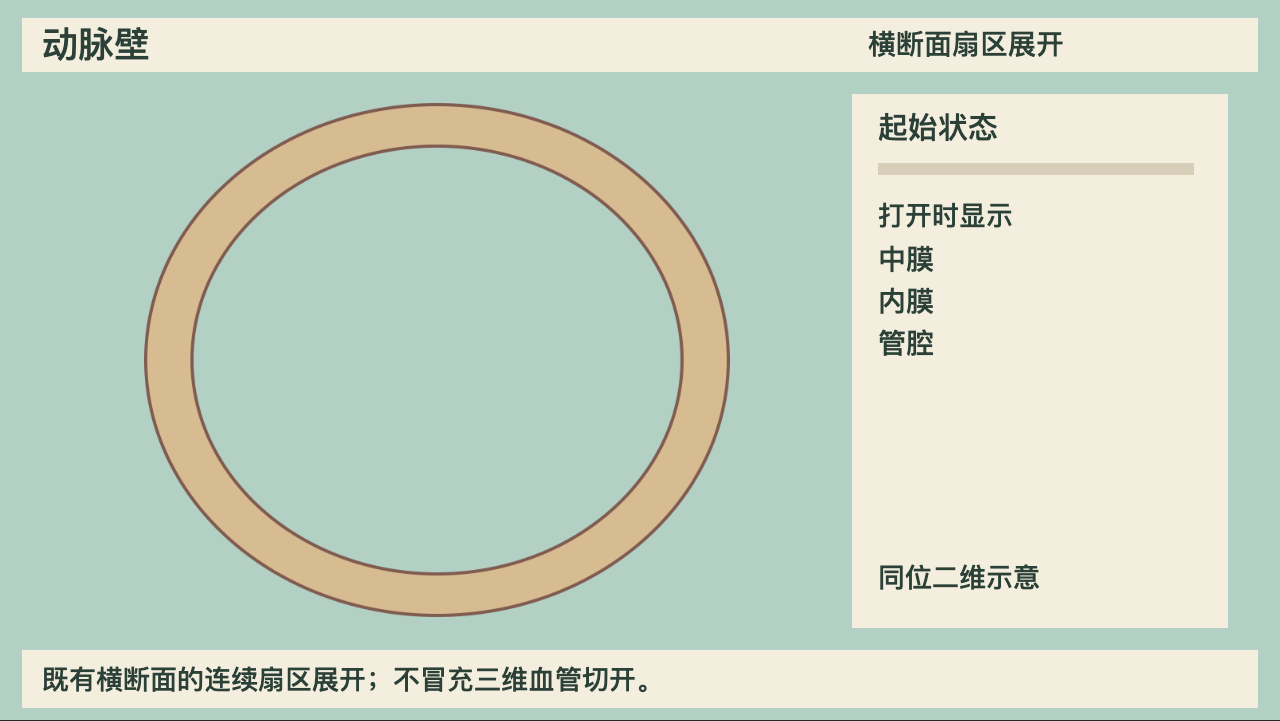 动脉壁
横断面扇区展开
起始状态
打开时显示
中膜
内膜
管腔
同位二维示意
既有横断面的连续扇区展开；不冒充三维血管切开。